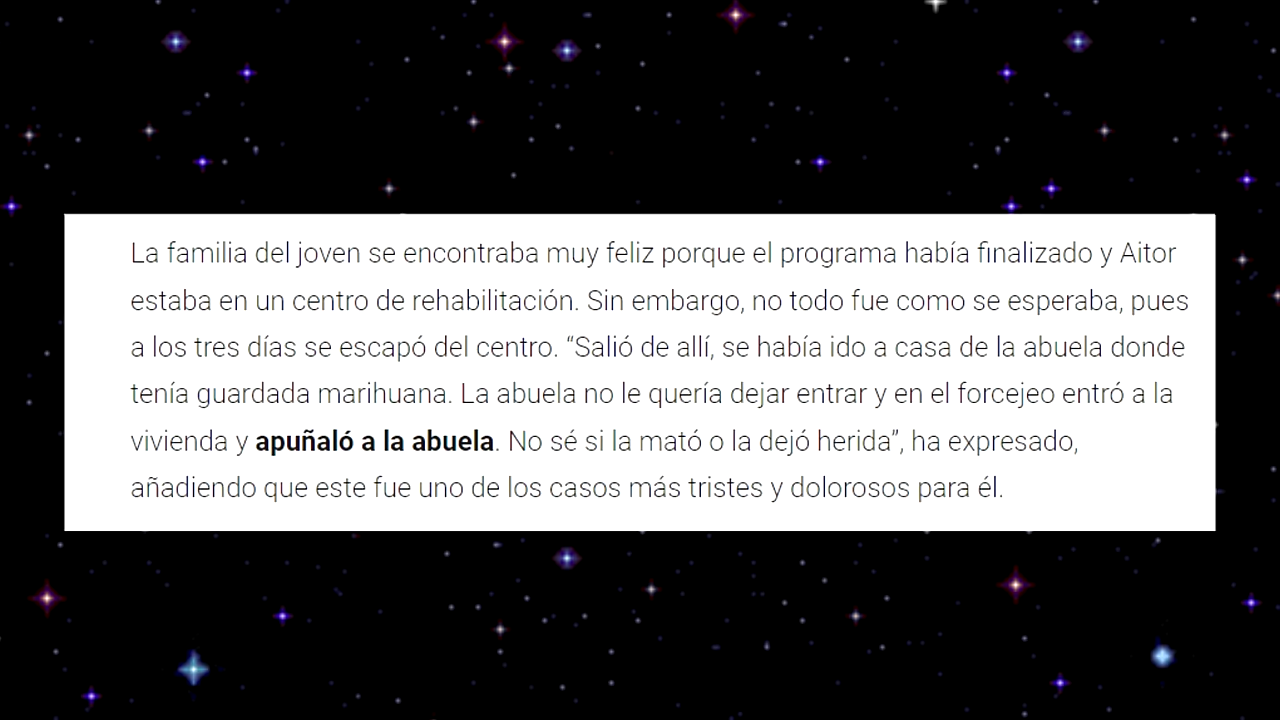 La familia del joven se encontraba muy feliz porque el programa había finalizado y Aitor
estaba en un centro de rehabilitación. Sin embargo, no todo fue como se esperaba, pues
a los tres días se escapó del centro. “Salió de allí, se había ido a casa de la abuela donde
tenía guardada marihuana. La abuela no le quería dejar entrar y en el forcejeo entró a la
vivienda y apuñaló a la abuela. No sé si la mató o la dejó herida”, ha expresado,
añadiendo que este fue uno de los casos más tristes y dolorosos para él.